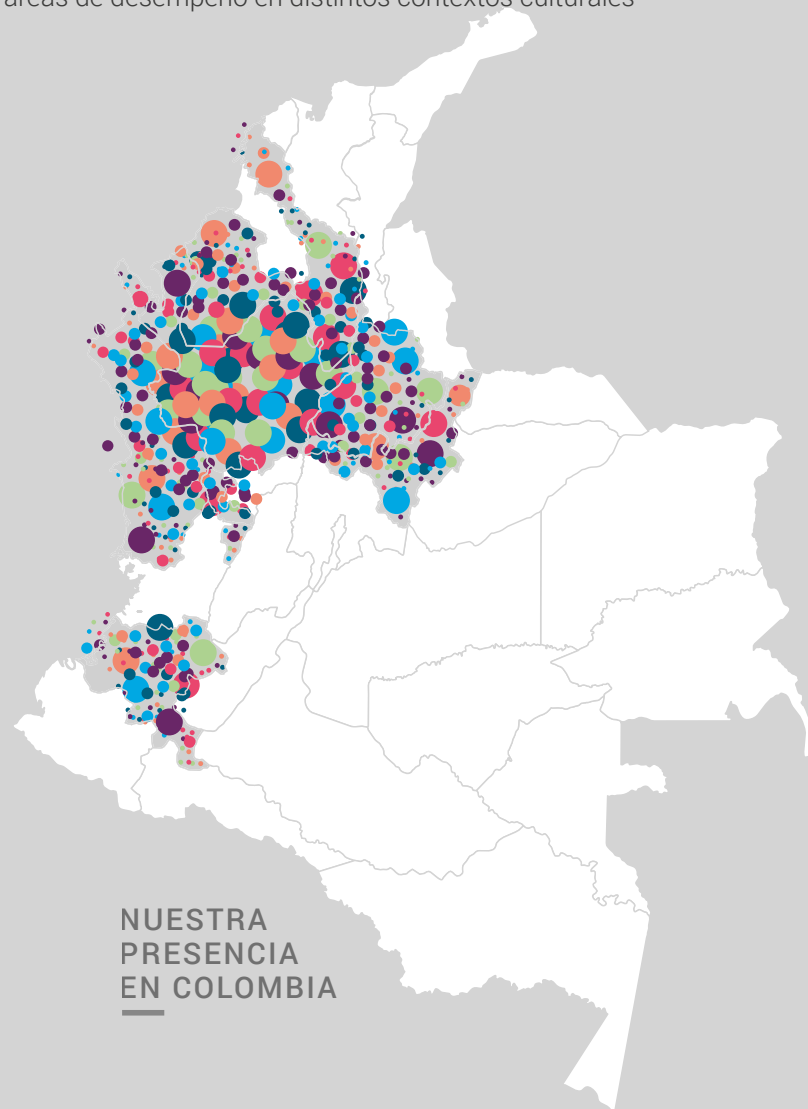 áreas de desempeño en distintos contextos culturales
NUESTRA
PRESENCIA
EN COLOMBIA